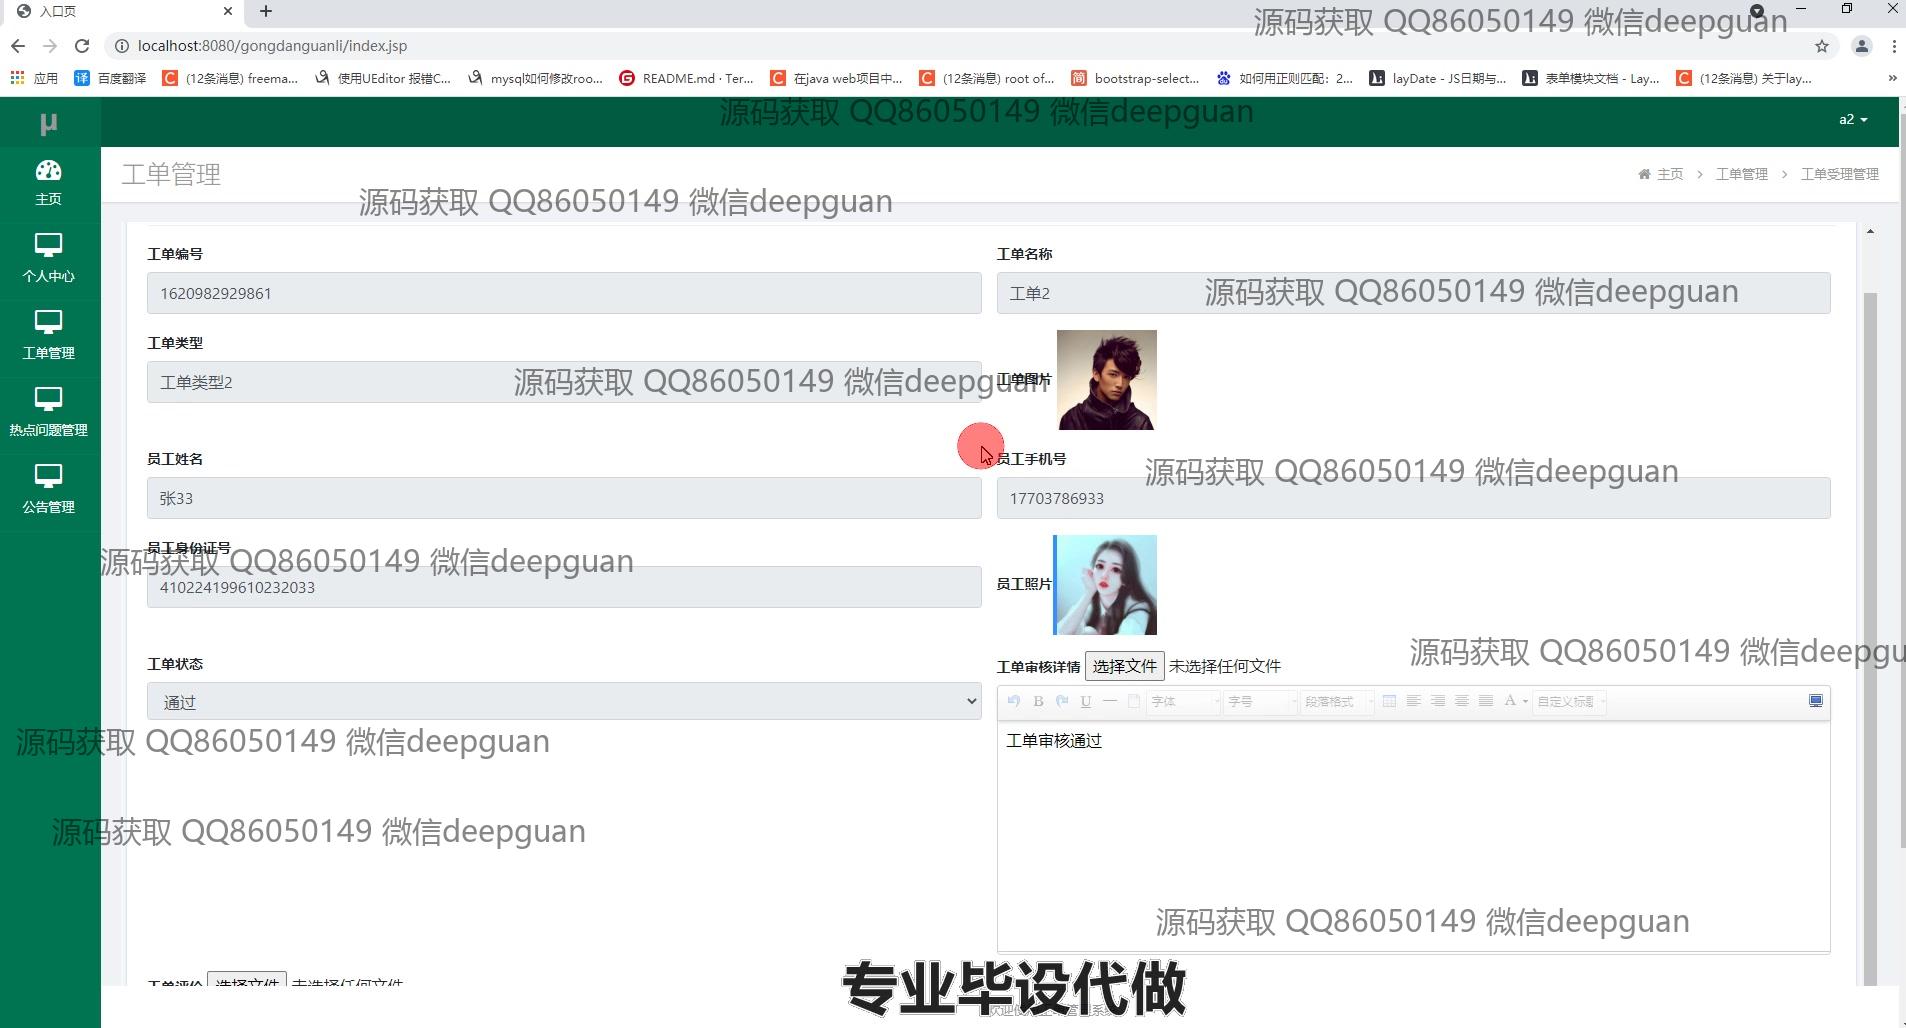 入口页
源码获取 QQ86050149 微信deepguan
localhost:8080/gongdanguanli/index.jsp
应用 百度翻译 (12条消息) freema... 使用UEditor 报错C... mysql如何修改roo... README.md · Ter... 在java web项目中... (12条消息) root of... bootstrap-select... 如何用正则匹配：2... layDate - JS日期与... 表单模块文档 - Lay... (12条消息) 关于lay... »
μ
源码获取 QQ86050149 微信deepguan
a2
主页
工单管理
主页 > 工单管理 > 工单受理管理
源码获取 QQ86050149 微信deepguan
个人中心
工单编号
工单名称
1620982929861
工单2
源码获取 QQ86050149 微信deepguan
工单管理
工单类型
工单图片
工单类型2
源码获取 QQ86050149 微信deepguan
热点问题管理
员工姓名
员工手机号
源码获取 QQ86050149 微信deepguan
张33
17703786933
公告管理
员工身份证号
源码获取 QQ86050149 微信deepguan
410224199610232033
员工照片
工单状态
工单审核详情 选择文件 未选择任何文件
源码获取 QQ86050149 微信deepgu
通过
B U 字体 字号 段落格式 A 自定义标题
工单审核通过
源码获取 QQ86050149 微信deepguan
源码获取 QQ86050149 微信deepguan
源码获取 QQ86050149 微信deepguan
工单评价 选择文件 未选择任何文件
专业毕设代做